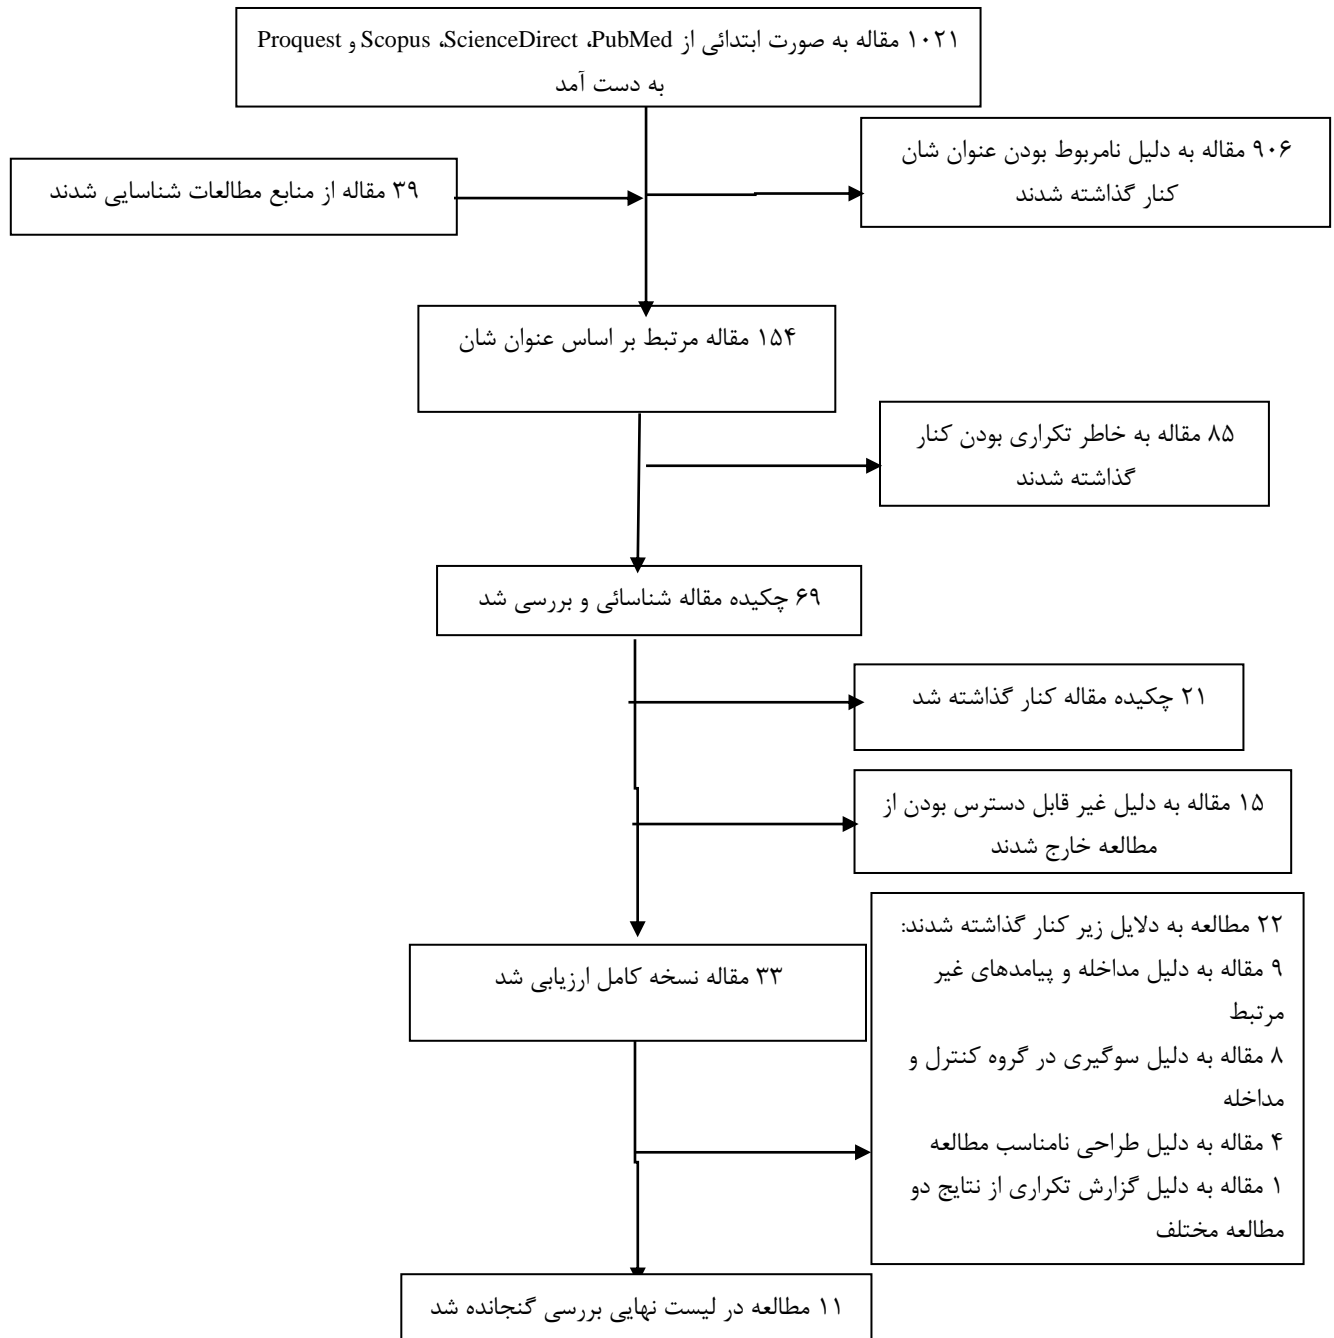 ۱۰۲۱ مقاله به صورت ابتدائی از Scopus ،ScienceDirect ،PubMed و Proquest
به دست آمد
۹۰۶ مقاله به دلیل نامربوط بودن عنوان شان
کنار گذاشته شدند
۳۹ مقاله از منابع مطالعات شناسایی شدند
۱۵۴ مقاله مرتبط بر اساس عنوان شان
۸۵ مقاله به خاطر تکراری بودن کنار
گذاشته شدند
۶۹ چکیده مقاله شناسائی و بررسی شد
۲۱ چکیده مقاله کنار گذاشته شد
۱۵ مقاله به دلیل غیر قابل دسترس بودن از
مطالعه خارج شدند
۳۳ مقاله نسخه کامل ارزیابی شد
۲۲ مطالعه به دلایل زیر کنار گذاشته شدند:
۹ مقاله به دلیل مداخله و پیامدهای غیر
مرتبط
۸ مقاله به دلیل سوگیری در گروه کنترل و
مداخله
۴ مقاله به دلیل طراحی نامناسب مطالعه
۱ مقاله به دلیل گزارش تکراری از نتایج دو
مطالعه مختلف
۱۱ مطالعه در لیست نهایی بررسی گنجانده شد